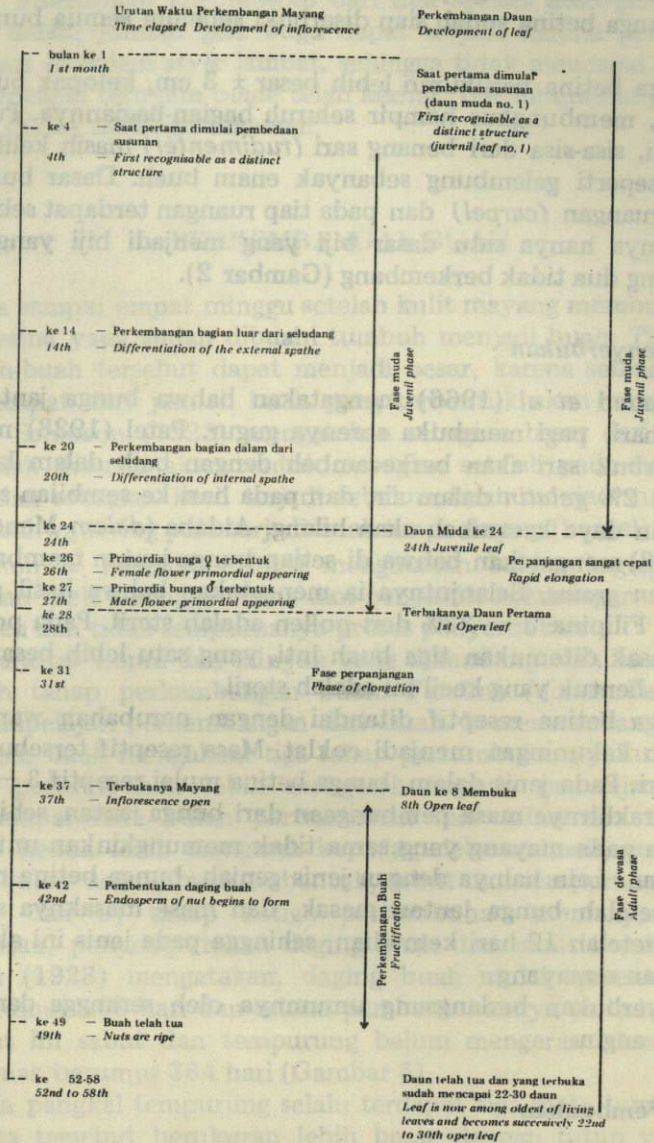 Urutan Waktu Perkembangan Mayang
Time elapsed Development of inflorescence
Perkembangan Daun
Development of leaf
bulan ke 1
1 st month
Saat pertama dimulai
pembedaan susunan
(daun muda no. 1)
First recognisable as a
distinct structure
(juvenil leaf no. 1)
ke 4 — Saat pertama dimulai pembedaan
susunan
4th — First recognisable as a distinct
structure
ke 14 — Perkembangan bagian luar dari seludang
14th — Differentiation of the external spathe
Fase muda
Juvenil phase
Fase muda
Juvenil phase
ke 20 — Perkembangan bagian dalam dari
seludang
20th — Differentiation of internal spathe
ke 24
24th
Daun Muda ke 24
24th Juvenile leaf
ke 26 — Primordia bunga ♀ terbentuk
26th — Female flower primordial appearing
Perpanjangan sangat cepat
Rapid elongation
ke 27 — Primordia bunga ♂ terbentuk
27th — Mate flower primordial appearing
ke 28
28th
Terbukanya Daun Pertama
1st Open leaf
ke 31
31st
Fase perpanjangan
Phase of elongation
ke 37 — Terbukanya Mayang
37th — Inflorescence open
Daun ke 8 Membuka
8th Open leaf
ke 42 — Pembentukan daging buah
42nd — Endosperm of nut begins to form
Perkembangan Buah
Fructification
Fase dewasa
Adult phase
ke 49 — Buah telah tua
49th — Nuts are ripe
ke 52-58
52nd to 58th
Daun telah tua dan yang terbuka
sudah mencapai 22-30 daun
Leaf is now among oldest of living
leaves and becomes succesively 22ud
to 30th open leaf